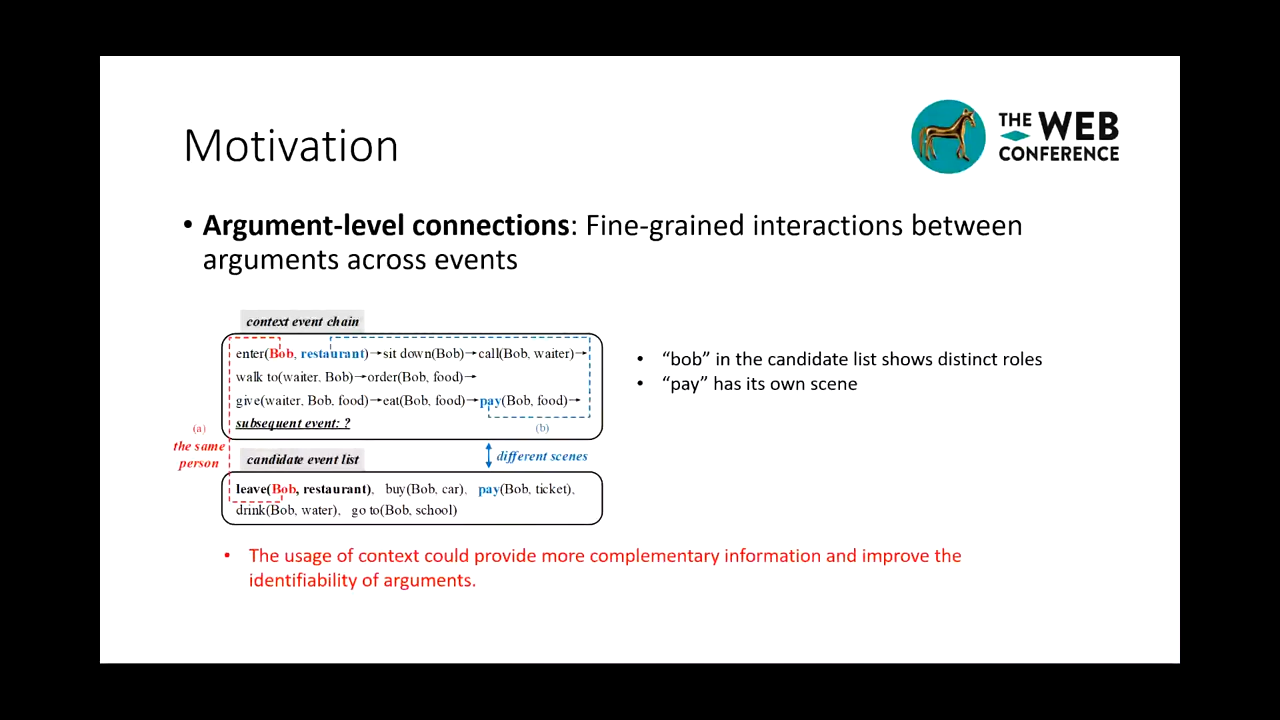 Motivation
THE WEB
CONFERENCE
• Argument-level connections: Fine-grained interactions between
arguments across events
context event chain
enter(Bob, restaurant)→sit down(Bob)→call(Bob, waiter)→
walk to(waiter, Bob)→order(Bob, food)→
give(waiter, Bob, food)→eat(Bob, food)→pay(Bob, food)→
subsequent event: ?
(a)
(b)
the same
person
different scenes
candidate event list
leave(Bob, restaurant), buy(Bob, car), pay(Bob, ticket),
drink(Bob, water), go to(Bob, school)
• “bob” in the candidate list shows distinct roles
• “pay” has its own scene
• The usage of context could provide more complementary information and improve the
identifiability of arguments.